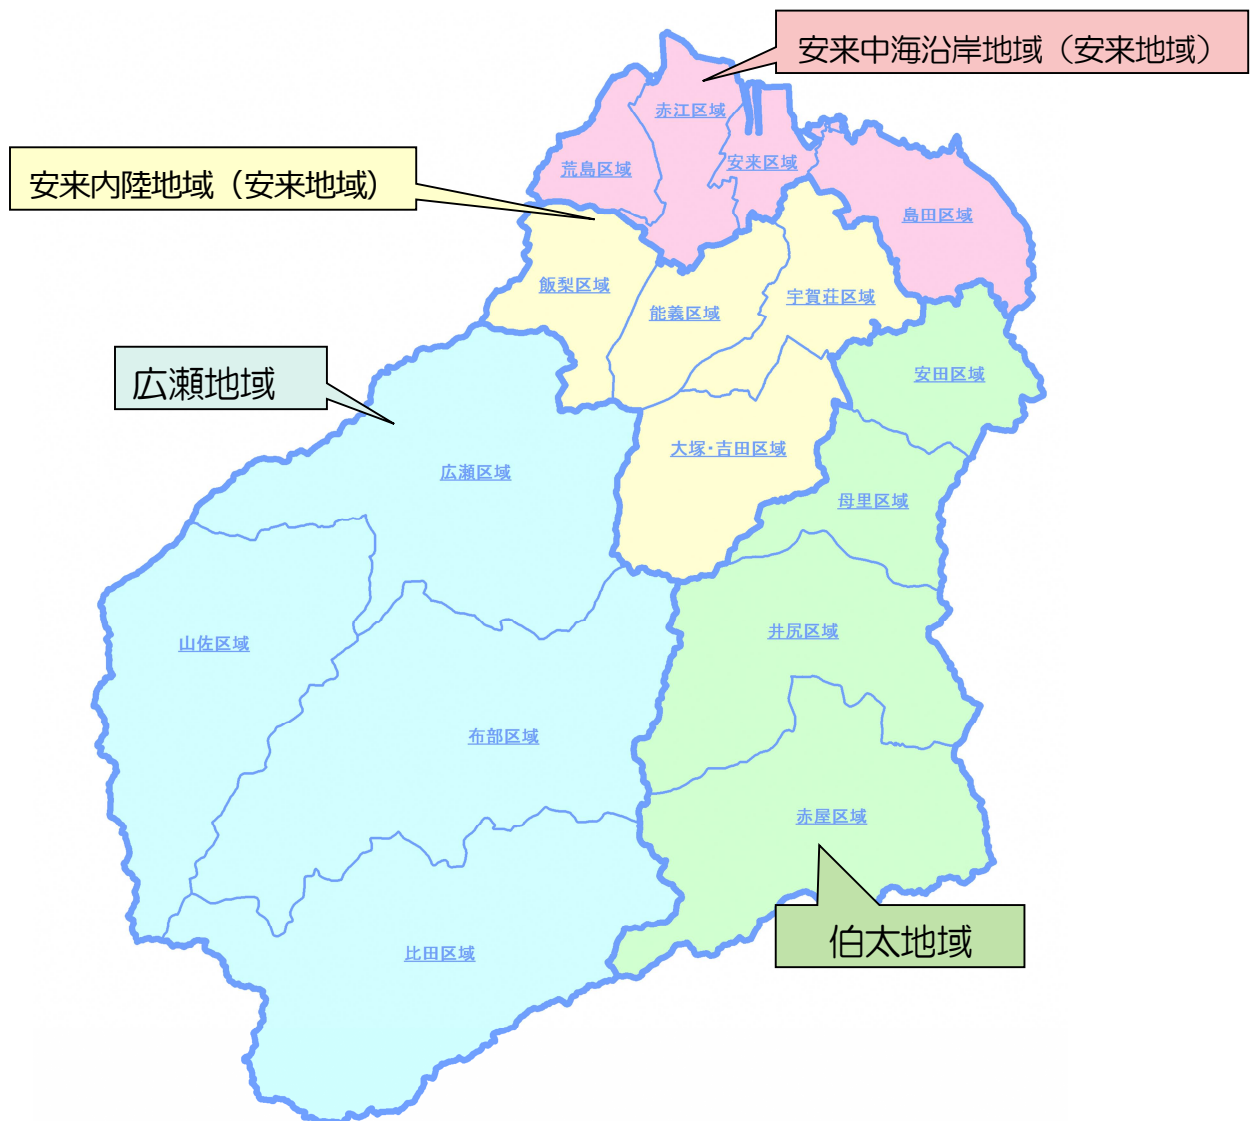 安来中海沿岸地域（安来地域）
赤江区域
安来区域
荒島区域
安来内陸地域（安来地域）
島田区域
飯梨区域
宇賀荘区域
能義区域
広瀬地域
安田区域
大塚・吉田区域
広瀬区域
母里区域
井尻区域
山佐区域
布部区域
赤屋区域
伯太地域
比田区域